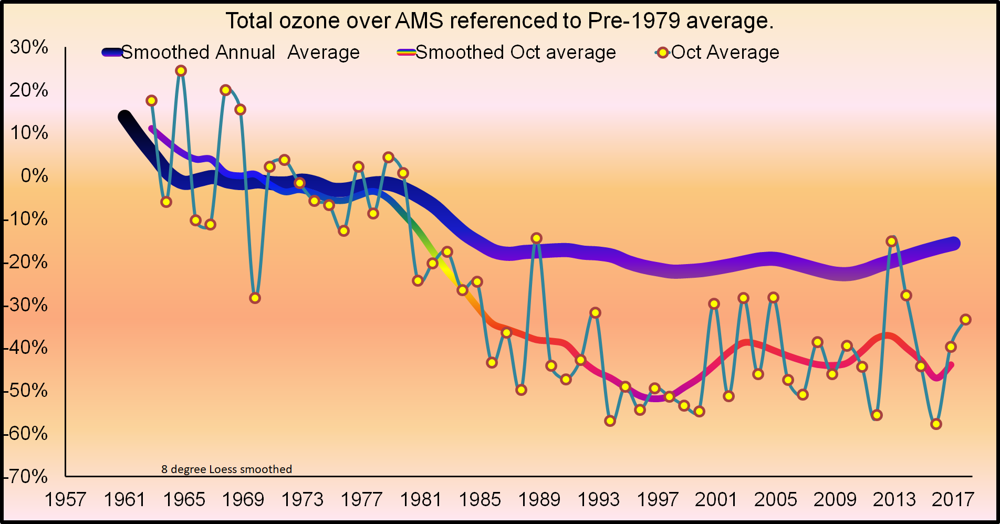 Total ozone over AMS referenced to Pre-1979 average.
Smoothed Annual Average Smoothed Oct average Oct Average
30%
20%
10%
0%
-10%
-20%
-30%
-40%
-50%
-60%
-70%
8 degree Loess smoothed
1957 1961 1965 1969 1973 1977 1981 1985 1989 1993 1997 2001 2005 2009 2013 2017